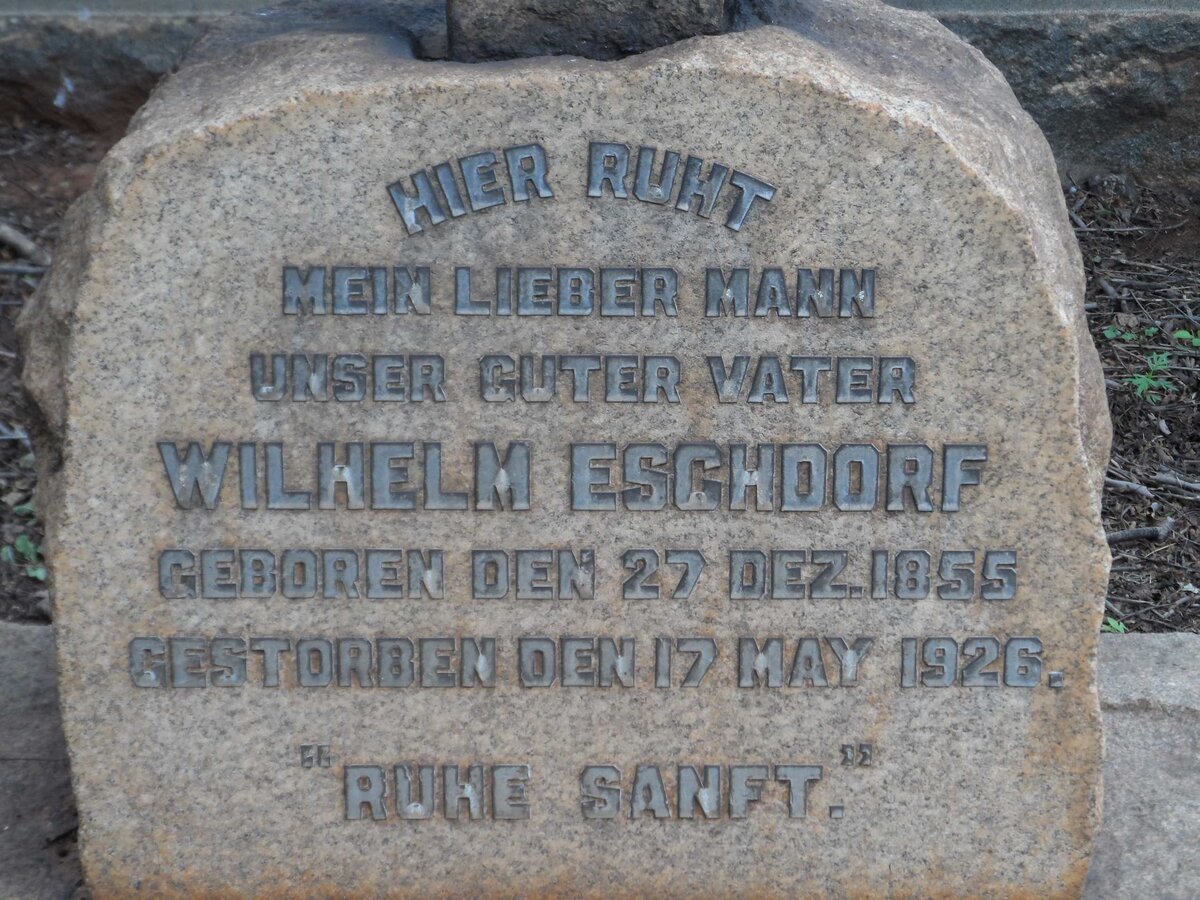 HIER RUHT
MEIN LIEBER MANN
UNSER GUTER VATER
WILHELM ESCHDORF
GEBOREN DEN 27 DEZ. 1855
GESTORBEN DEN 17 MAY 1926.
"RUHE SANFT."